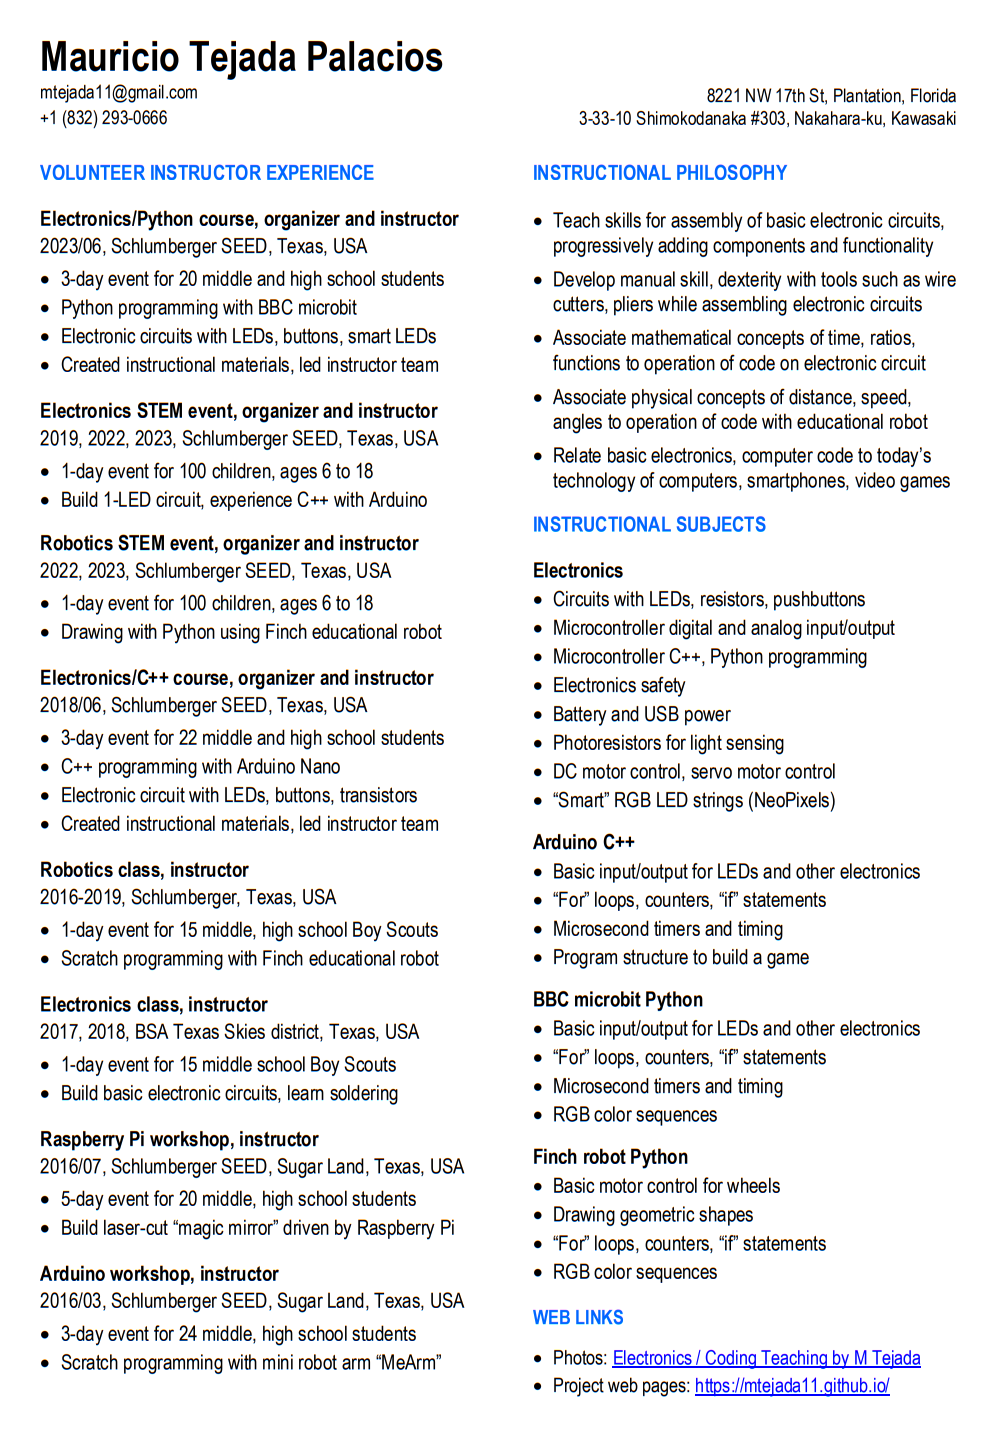 Mauricio Tejada Palacios
mtejada11@gmail.com
+1 (832) 293-0666
8221 NW 17th St, Plantation, Florida
3-33-10 Shimokodanaka #303, Nakahara-ku, Kawasaki
VOLUNTEER INSTRUCTOR EXPERIENCE
Electronics/Python course, organizer and instructor
2023/06, Schlumberger SEED, Texas, USA
• 3-day event for 20 middle and high school students
• Python programming with BBC microbit
• Electronic circuits with LEDs, buttons, smart LEDs
• Created instructional materials, led instructor team
Electronics STEM event, organizer and instructor
2019, 2022, 2023, Schlumberger SEED, Texas, USA
• 1-day event for 100 children, ages 6 to 18
• Build 1-LED circuit, experience C++ with Arduino
Robotics STEM event, organizer and instructor
2022, 2023, Schlumberger SEED, Texas, USA
• 1-day event for 100 children, ages 6 to 18
• Drawing with Python using Finch educational robot
Electronics/C++ course, organizer and instructor
2018/06, Schlumberger SEED, Texas, USA
• 3-day event for 22 middle and high school students
• C++ programming with Arduino Nano
• Electronic circuit with LEDs, buttons, transistors
• Created instructional materials, led instructor team
Robotics class, instructor
2016-2019, Schlumberger, Texas, USA
• 1-day event for 15 middle, high school Boy Scouts
• Scratch programming with Finch educational robot
Electronics class, instructor
2017, 2018, BSA Texas Skies district, Texas, USA
• 1-day event for 15 middle school Boy Scouts
• Build basic electronic circuits, learn soldering
Raspberry Pi workshop, instructor
2016/07, Schlumberger SEED, Sugar Land, Texas, USA
• 5-day event for 20 middle, high school students
• Build laser-cut “magic mirror” driven by Raspberry Pi
Arduino workshop, instructor
2016/03, Schlumberger SEED, Sugar Land, Texas, USA
• 3-day event for 24 middle, high school students
• Scratch programming with mini robot arm “MeArm”
INSTRUCTIONAL PHILOSOPHY
• Teach skills for assembly of basic electronic circuits,
progressively adding components and functionality
• Develop manual skill, dexterity with tools such as wire
cutters, pliers while assembling electronic circuits
• Associate mathematical concepts of time, ratios,
functions to operation of code on electronic circuit
• Associate physical concepts of distance, speed,
angles to operation of code with educational robot
• Relate basic electronics, computer code to today’s
technology of computers, smartphones, video games
INSTRUCTIONAL SUBJECTS
Electronics
• Circuits with LEDs, resistors, pushbuttons
• Microcontroller digital and analog input/output
• Microcontroller C++, Python programming
• Electronics safety
• Battery and USB power
• Photoresistors for light sensing
• DC motor control, servo motor control
• “Smart” RGB LED strings (NeoPixels)
Arduino C++
• Basic input/output for LEDs and other electronics
• “For” loops, counters, “if” statements
• Microsecond timers and timing
• Program structure to build a game
BBC microbit Python
• Basic input/output for LEDs and other electronics
• “For” loops, counters, “if” statements
• Microsecond timers and timing
• RGB color sequences
Finch robot Python
• Basic motor control for wheels
• Drawing geometric shapes
• “For” loops, counters, “if” statements
• RGB color sequences
WEB LINKS
• Photos: Electronics / Coding Teaching by M Tejada
• Project web pages: https://mtejada11.github.io/